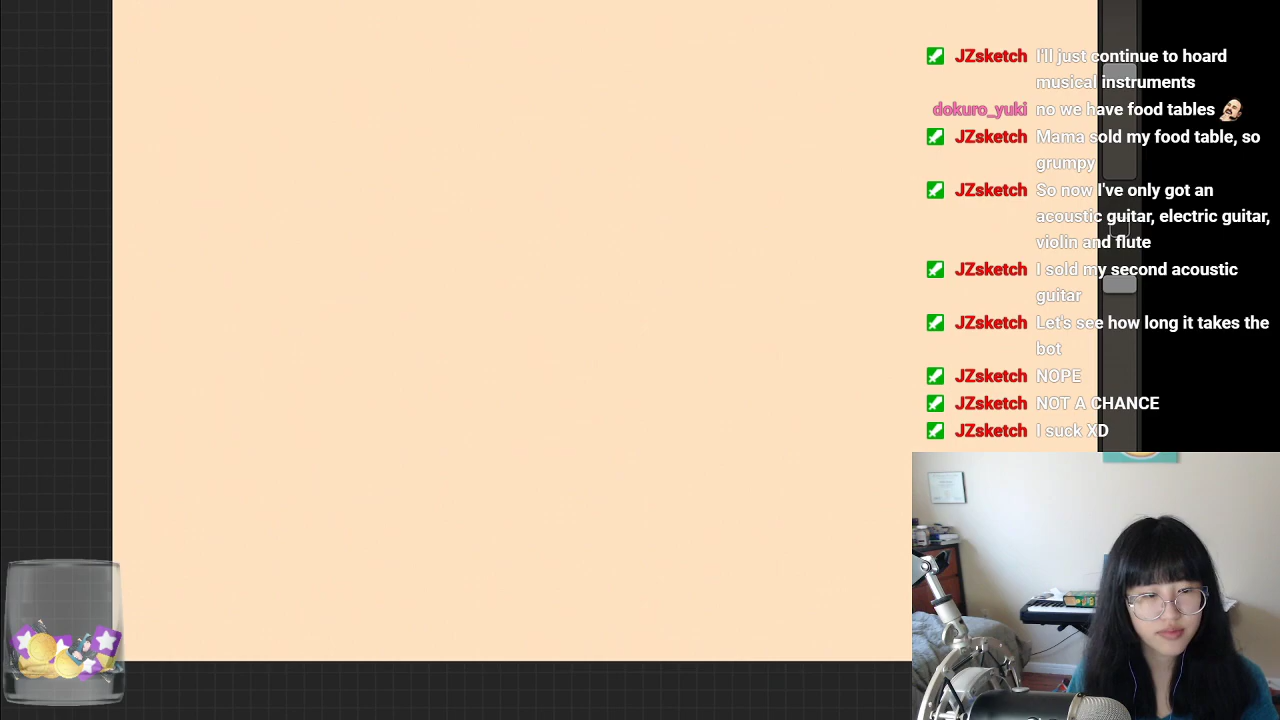 JZsketch I'll just continue to hoard
musical instruments
dokuro_yuki no we have food tables
JZsketch Mama sold my food table, so
grumpy
JZsketch So now I've only got an
acoustic guitar, electric guitar,
violin and flute
JZsketch I sold my second acoustic
guitar
JZsketch Let's see how long it takes the
bot
JZsketch NOPE
JZsketch NOT A CHANCE
JZsketch I suck XD